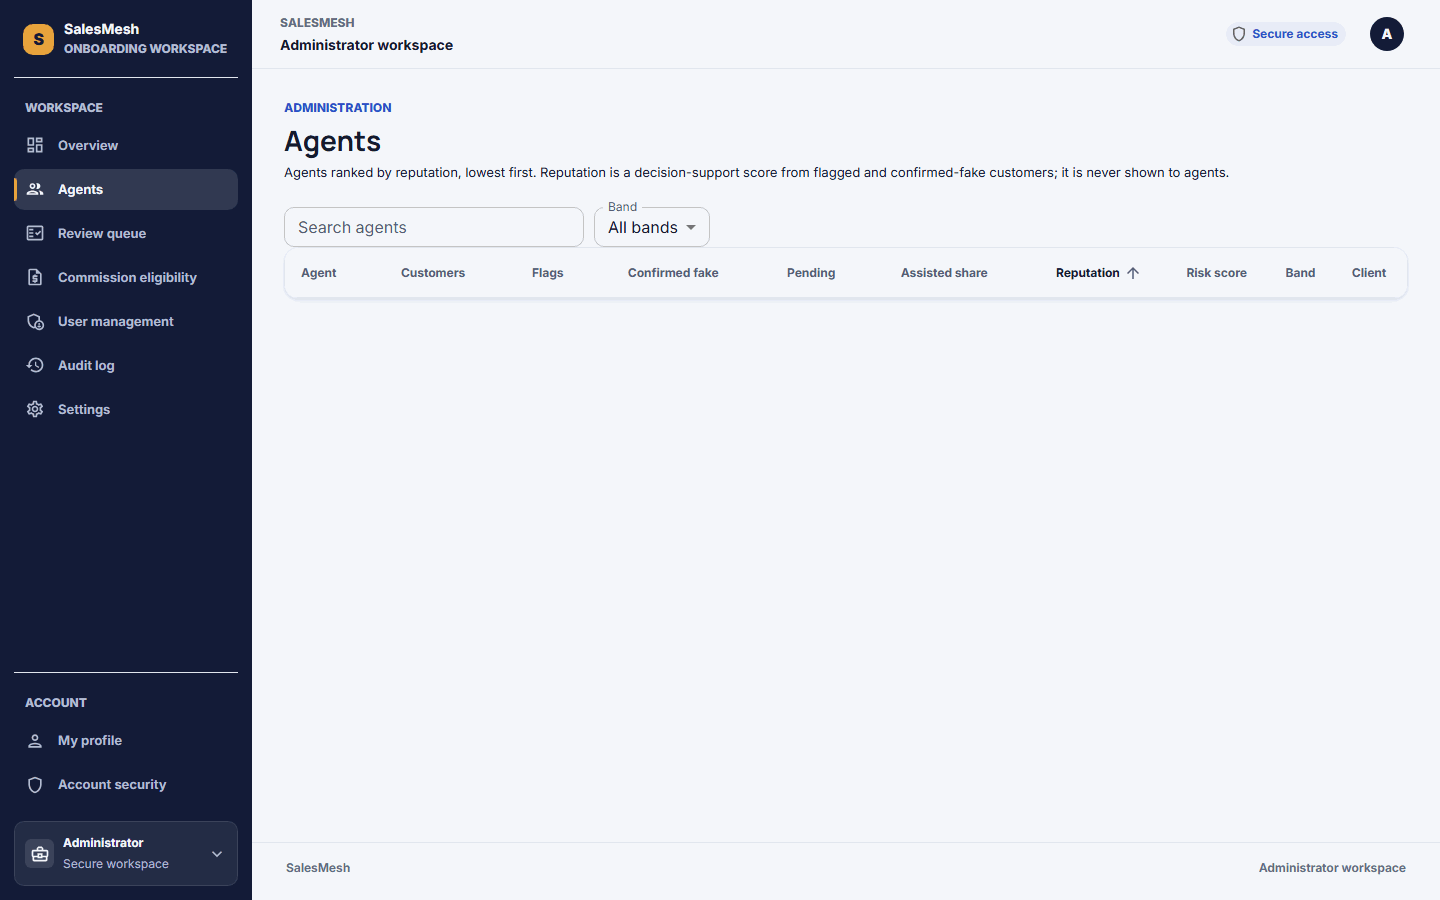 S
SalesMesh
ONBOARDING WORKSPACE
WORKSPACE
Overview
Agents
Review queue
Commission eligibility
User management
Audit log
Settings
ACCOUNT
My profile
Account security
Administrator
Secure workspace
SALESMESH
Administrator workspace
Secure access
A
ADMINISTRATION
Agents
Agents ranked by reputation, lowest first. Reputation is a decision-support score from flagged and confirmed-fake customers; it is never shown to agents.
Search agents
Band
All bands
Agent Customers Flags Confirmed fake Pending Assisted share Reputation Risk score Band Client
SalesMesh
Administrator workspace